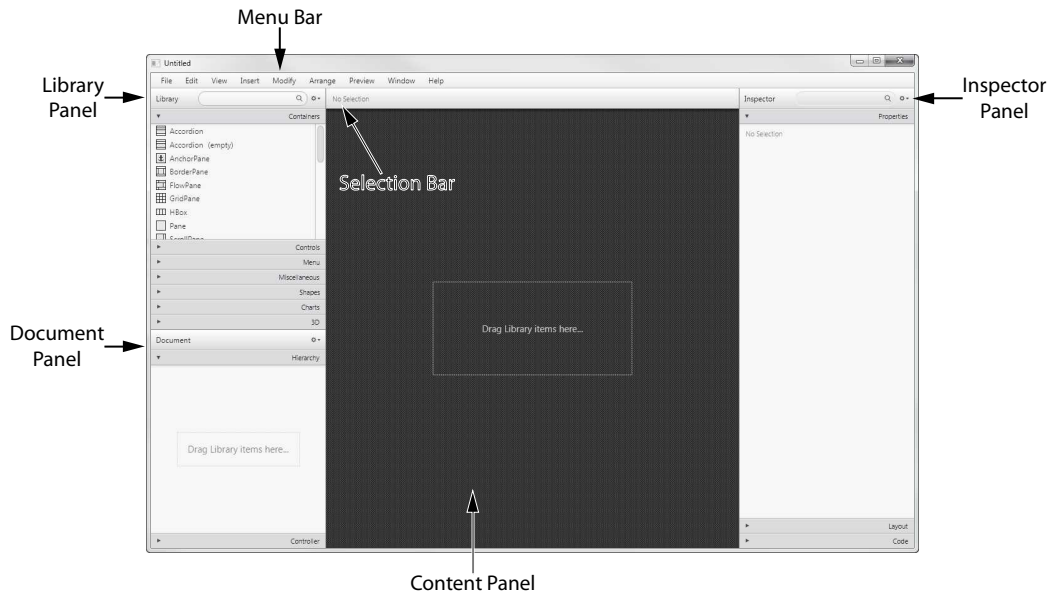 Menu Bar
Untitled
File Edit View Insert Modify Arrange Preview Window Help
Library Panel
Library
No Selection
Inspector
Inspector Panel
Containers
Properties
Accordion
No Selection
Accordion (empty)
AnchorPane
BorderPane
Selection Bar
FlowPane
GridPane
HBox
Pane
ScrollPane
Controls
Menu
Miscellaneous
Shapes
Charts
3D
Drag Library items here...
Document Panel
Document
Hierarchy
Drag Library items here...
Layout
Controller
Code
Content Panel